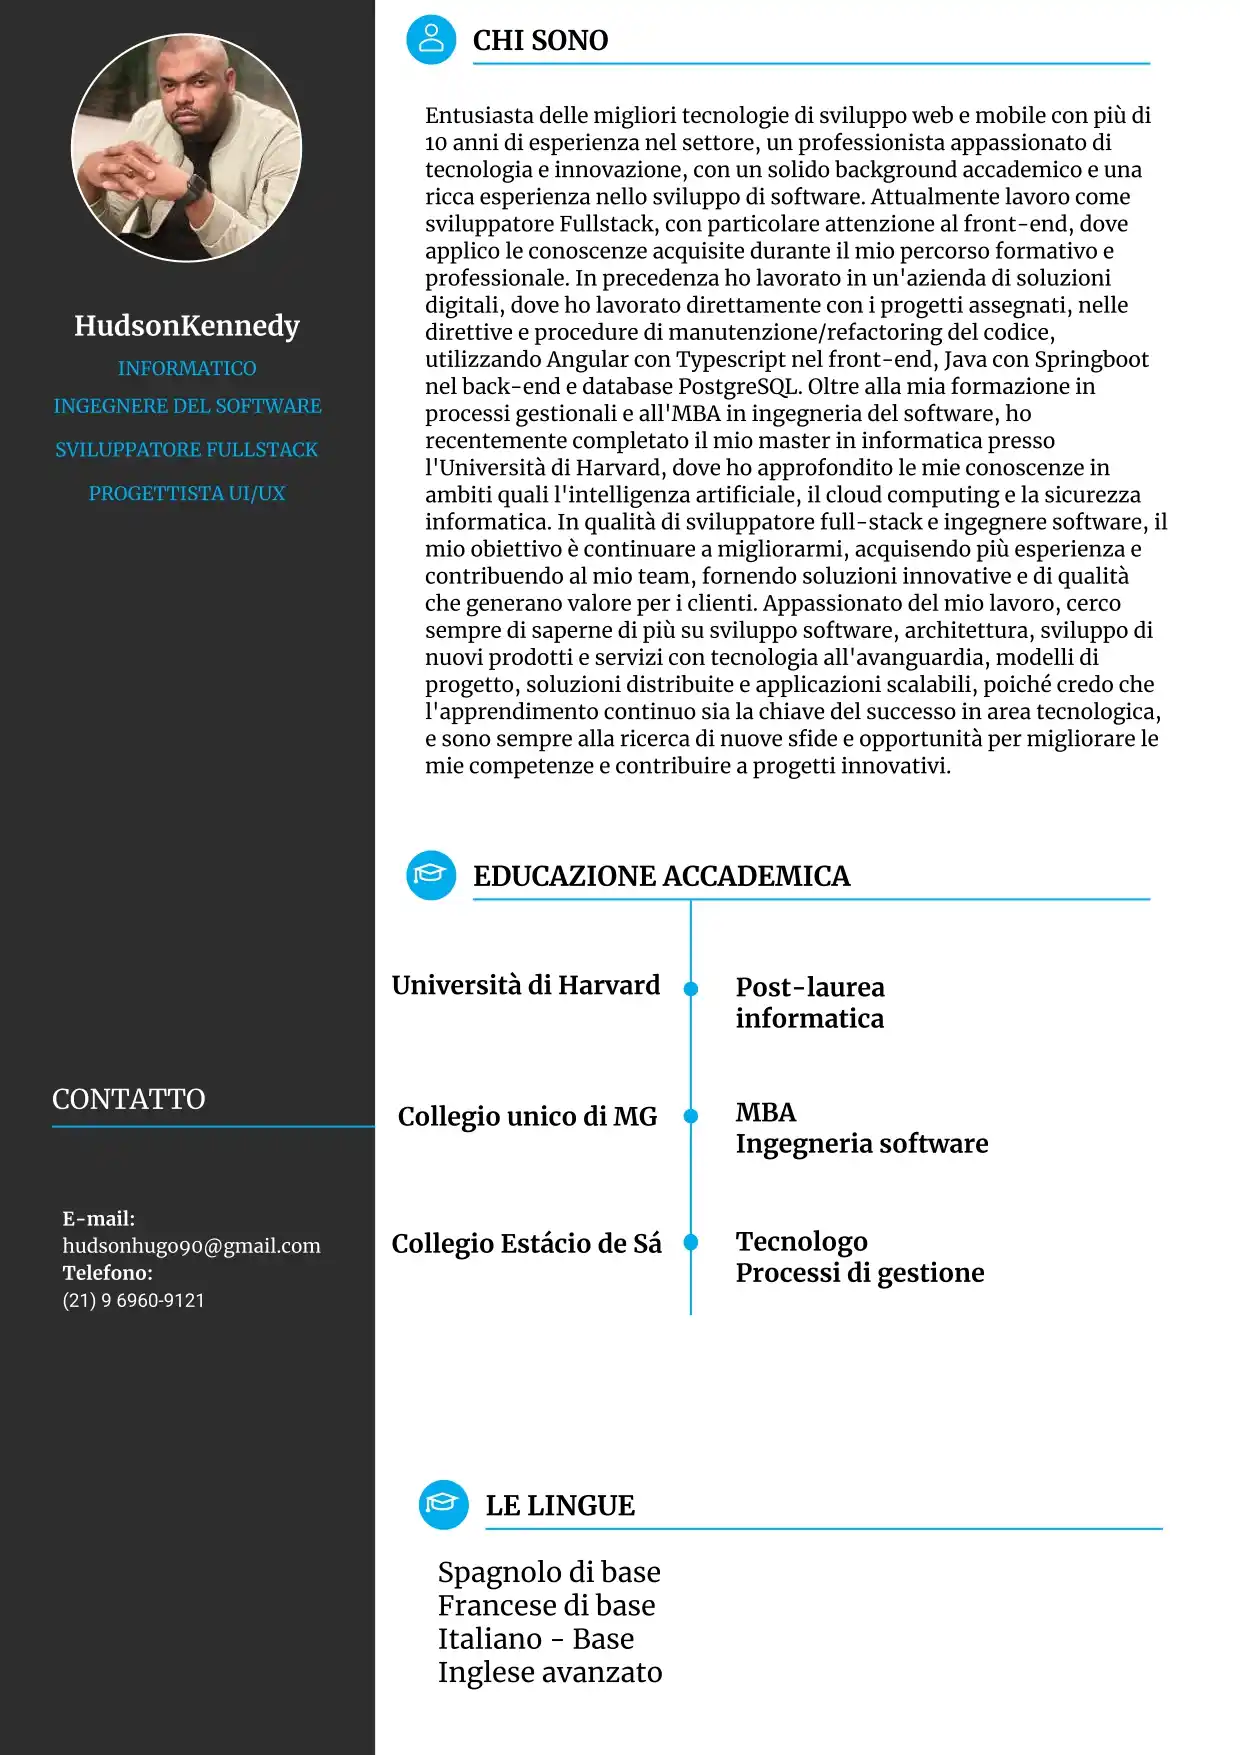 HudsonKennedy
INFORMATICO
INGEGNERE DEL SOFTWARE
SVILUPPATORE FULLSTACK
PROGETTISTA UI/UX
CONTATTO
E-mail:
hudsonhugo90@gmail.com
Telefono:
(21) 9 6960-9121
CHI SONO
Entusiasta delle migliori tecnologie di sviluppo web e mobile con più di
10 anni di esperienza nel settore, un professionista appassionato di
tecnologia e innovazione, con un solido background accademico e una
ricca esperienza nello sviluppo di software. Attualmente lavoro come
sviluppatore Fullstack, con particolare attenzione al front-end, dove
applico le conoscenze acquisite durante il mio percorso formativo e
professionale. In precedenza ho lavorato in un'azienda di soluzioni
digitali, dove ho lavorato direttamente con i progetti assegnati, nelle
direttive e procedure di manutenzione/refactoring del codice,
utilizzando Angular con Typescript nel front-end, Java con Springboot
nel back-end e database PostgreSQL. Oltre alla mia formazione in
processi gestionali e all'MBA in ingegneria del software, ho
recentemente completato il mio master in informatica presso
l'Università di Harvard, dove ho approfondito le mie conoscenze in
ambiti quali l'intelligenza artificiale, il cloud computing e la sicurezza
informatica. In qualità di sviluppatore full-stack e ingegnere software, il
mio obiettivo è continuare a migliorarmi, acquisendo più esperienza e
contribuendo al mio team, fornendo soluzioni innovative e di qualità
che generano valore per i clienti. Appassionato del mio lavoro, cerco
sempre di saperne di più su sviluppo software, architettura, sviluppo di
nuovi prodotti e servizi con tecnologia all'avanguardia, modelli di
progetto, soluzioni distribuite e applicazioni scalabili, poiché credo che
l'apprendimento continuo sia la chiave del successo in area tecnologica,
e sono sempre alla ricerca di nuove sfide e opportunità per migliorare le
mie competenze e contribuire a progetti innovativi.
EDUCAZIONE ACCADEMICA
Università di Harvard
Post-laurea
informatica
Collegio unico di MG
MBA
Ingegneria software
Collegio Estácio de Sá
Tecnologo
Processi di gestione
LE LINGUE
Spagnolo di base
Francese di base
Italiano - Base
Inglese avanzato